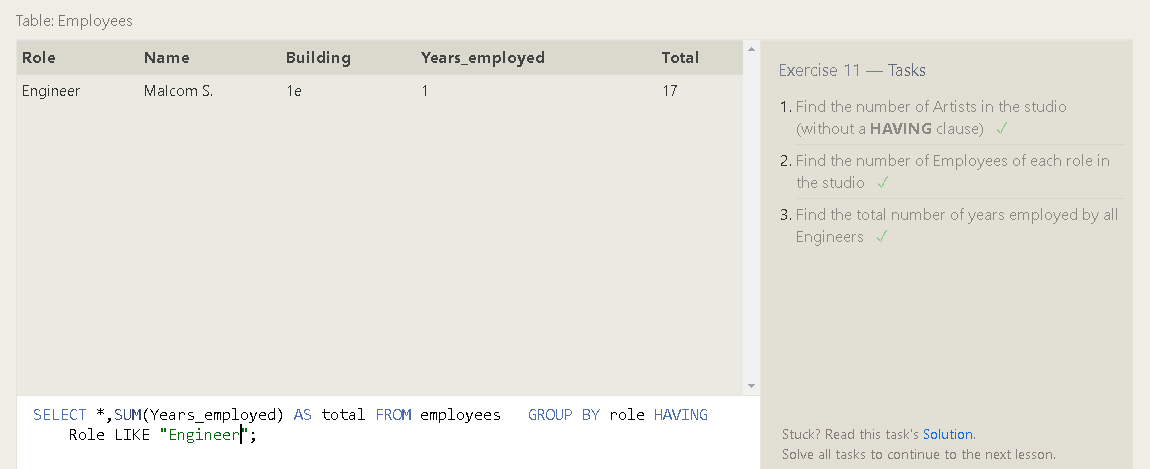 Table: Employees
Role Name Building Years_employed Total
Engineer Malcom S. 1e 1 17
Exercise 11 — Tasks
1. Find the number of Artists in the studio
(without a HAVING clause) ✓
2. Find the number of Employees of each role in
the studio ✓
3. Find the total number of years employed by all
Engineers ✓
SELECT *,SUM(Years_employed) AS total FROM employees GROUP BY role HAVING
Role LIKE "Engineer";
Stuck? Read this task's Solution.
Solve all tasks to continue to the next lesson.